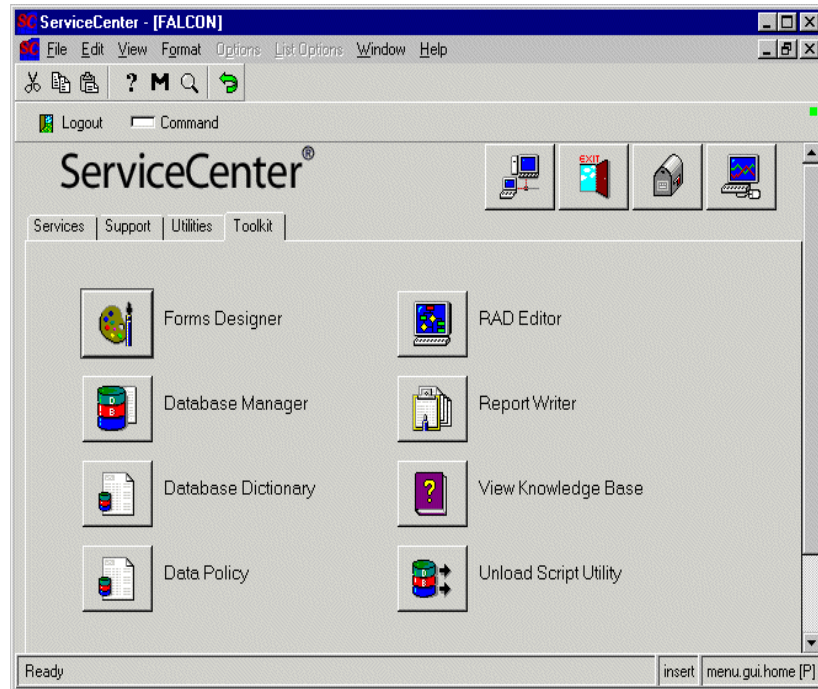 SC ServiceCenter - [FALCON]
SC File Edit View Format Options List Options Window Help
? M
Logout Command
ServiceCenter®
EXIT
Services Support Utilities Toolkit
Forms Designer RAD Editor
D B Database Manager Report Writer
Database Dictionary ? View Knowledge Base
Data Policy D B Unload Script Utility
Ready insert menu.gui.home [P]